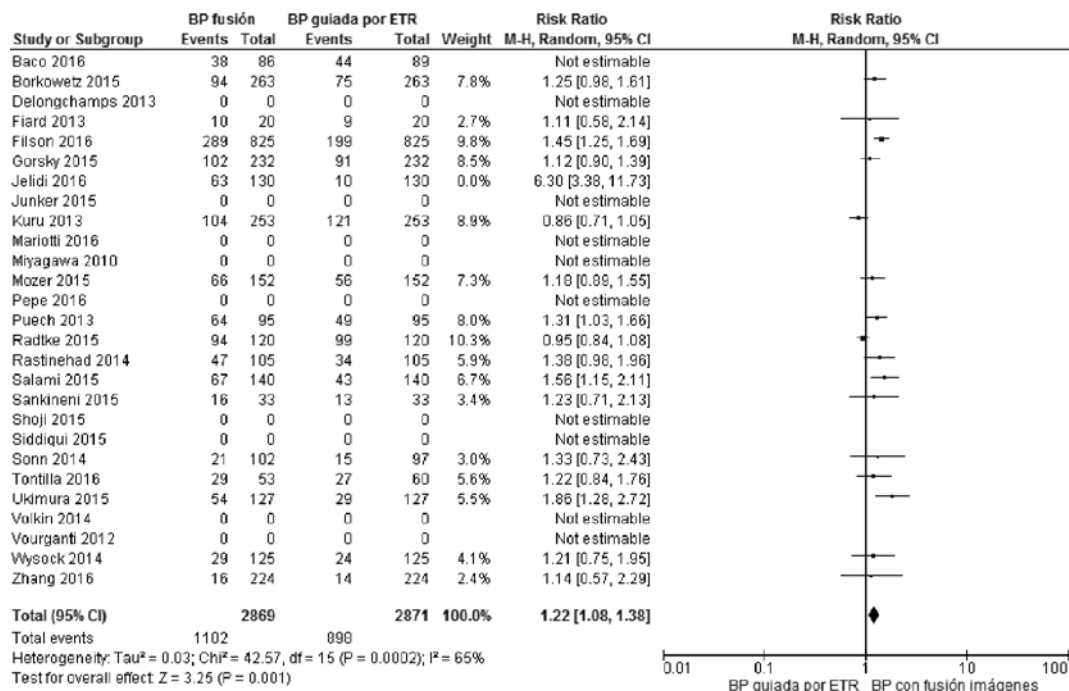 BP fusión BP guiada por ETR Risk Ratio Risk Ratio
Study or Subgroup Events Total Events Total Weight M-H, Random, 95% CI M-H, Random, 95% CI
Baco 2016 38 86 44 89 Not estimable
Borkowetz 2015 94 263 75 263 7.8% 1.25 [0.98, 1.61]
Delongchamps 2013 0 0 0 0 Not estimable
Fiard 2013 10 20 9 20 2.7% 1.11 [0.58, 2.14]
Filson 2016 289 825 199 825 9.8% 1.45 [1.25, 1.69]
Gorsky 2015 102 232 91 232 8.5% 1.12 [0.90, 1.39]
Jelidi 2016 63 130 10 130 0.0% 6.30 [3.38, 11.73]
Junker 2015 0 0 0 0 Not estimable
Kuru 2013 104 253 121 253 8.9% 0.86 [0.71, 1.05]
Mariotti 2016 0 0 0 0 Not estimable
Miyagawa 2010 0 0 0 0 Not estimable
Mozer 2015 66 152 56 152 7.3% 1.18 [0.89, 1.55]
Pepe 2016 0 0 0 0 Not estimable
Puech 2013 64 95 49 95 8.0% 1.31 [1.03, 1.66]
Radtke 2015 94 120 99 120 10.3% 0.95 [0.84, 1.08]
Rastinehad 2014 47 105 34 105 5.9% 1.38 [0.98, 1.96]
Salami 2015 67 140 43 140 6.7% 1.56 [1.15, 2.11]
Sankineni 2015 16 33 13 33 3.4% 1.23 [0.71, 2.13]
Shoji 2015 0 0 0 0 Not estimable
Siddiqui 2015 0 0 0 0 Not estimable
Sonn 2014 21 102 15 97 3.0% 1.33 [0.73, 2.43]
Tontilla 2016 29 53 27 60 5.6% 1.22 [0.84, 1.76]
Ukimura 2015 54 127 29 127 5.5% 1.86 [1.28, 2.72]
Volkin 2014 0 0 0 0 Not estimable
Vourganti 2012 0 0 0 0 Not estimable
Wysock 2014 29 125 24 125 4.1% 1.21 [0.75, 1.95]
Zhang 2016 16 224 14 224 2.4% 1.14 [0.57, 2.29]
Total (95% CI) 2869 2871 100.0% 1.22 [1.08, 1.38]
Total events 1102 898
Heterogeneity: Tau² = 0.03; Chi² = 42.57, df = 15 (P = 0.0002); I² = 65%
Test for overall effect: Z = 3.25 (P = 0.001)
0.01 0.1 1 10 100
BP guiada por ETR BP con fusión imágenes